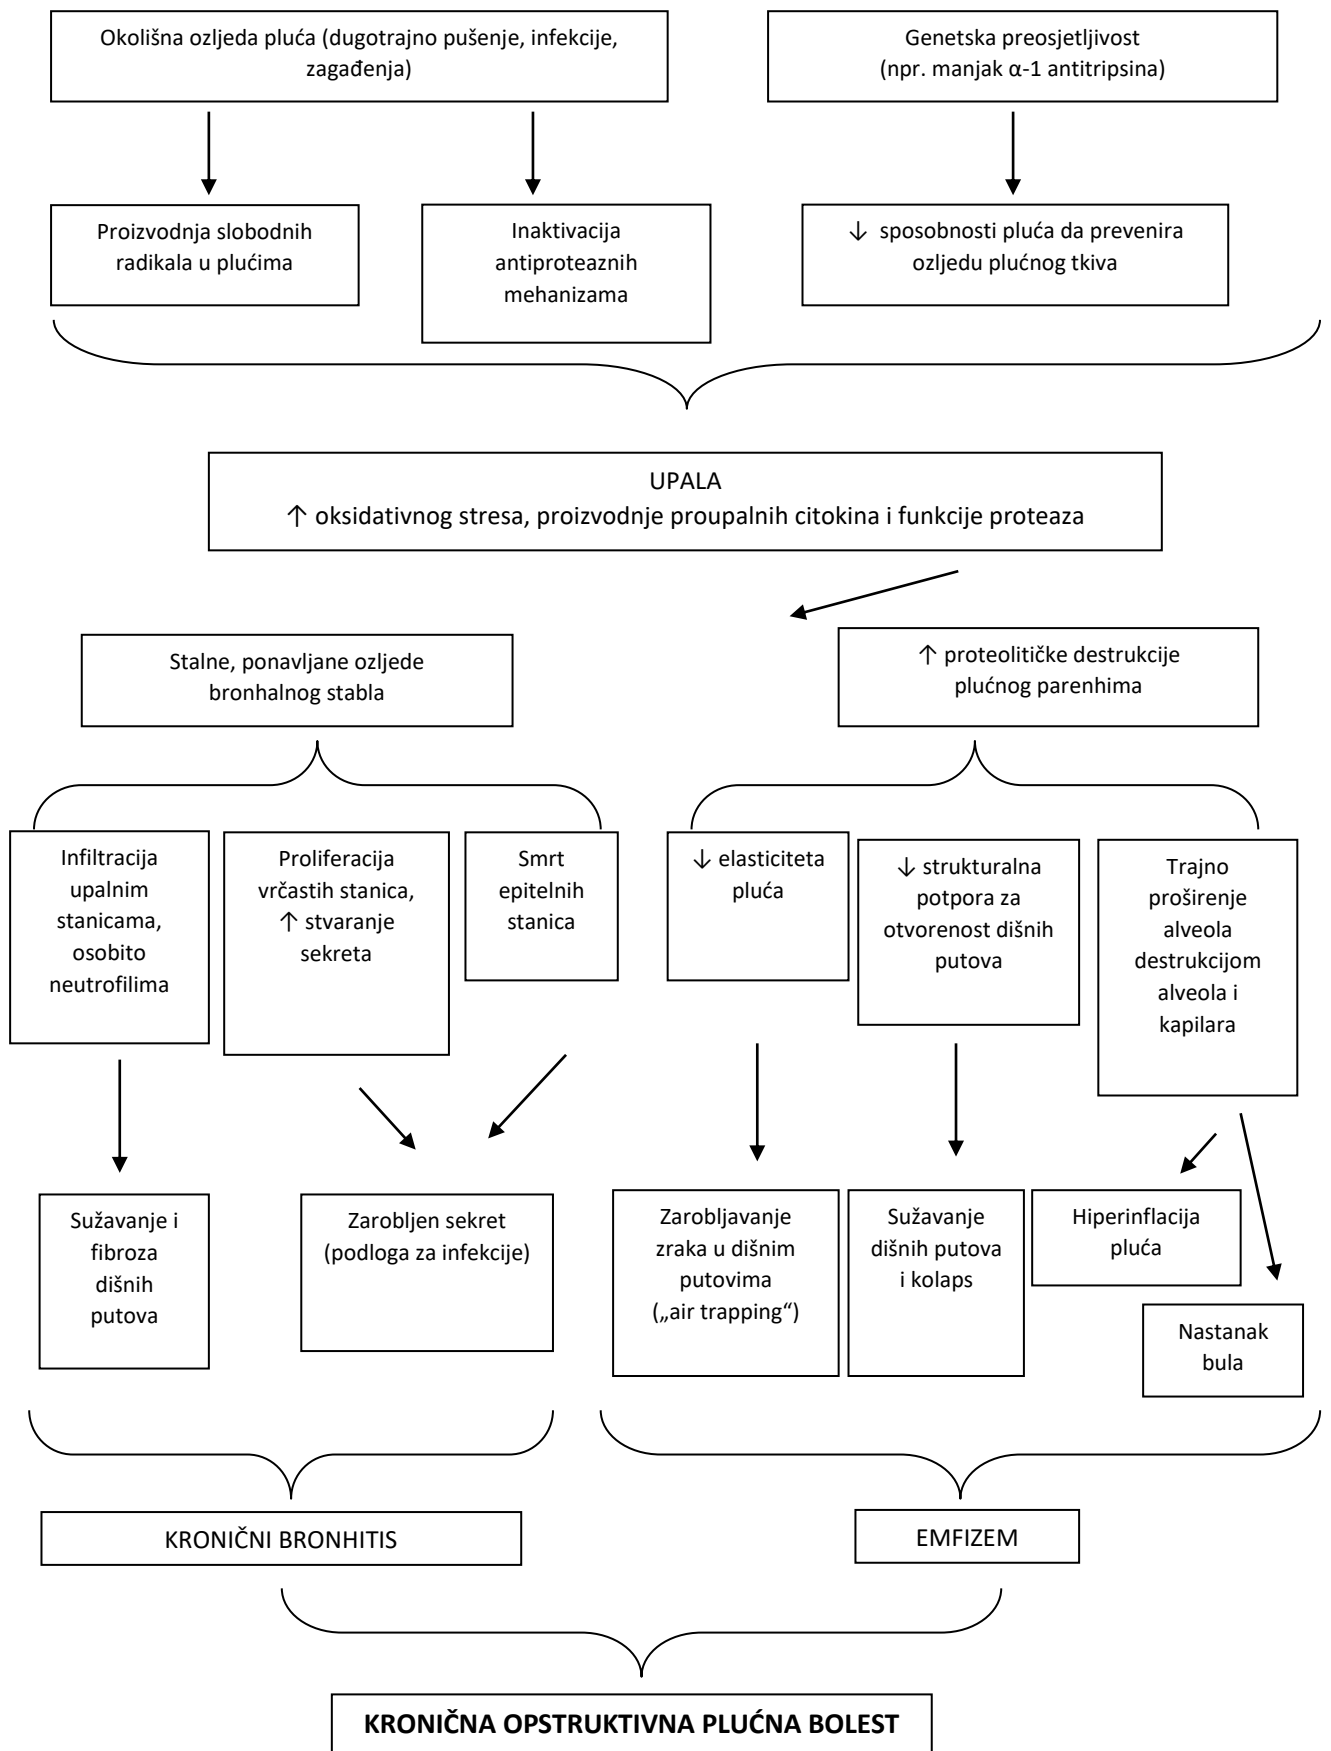 Okolišna ozljeda pluća (dugotrajno pušenje, infekcije,
zagađenja)
Genetska preosjetljivost
(npr. manjak α-1 antitripsina)
Proizvodnja slobodnih
radikala u plućima
Inaktivacija
antiproteaznih
mehanizama
↓ sposobnosti pluća da prevenira
ozljedu plućnog tkiva
UPALA
↑ oksidativnog stresa, proizvodnje proupalnih citokina i funkcije proteaza
Stalne, ponavljane ozljede
bronhalnog stabla
↑ proteolitičke destrukcije
plućnog parenhima
Infiltracija
upalnim
stanicama,
osobito
neutrofilima
Proliferacija
vrčastih stanica,
↑ stvaranje
sekreta
Smrt
epitelnih
stanica
↓ elasticiteta
pluća
↓ strukturalna
potpora za
otvorenost dišnih
putova
Trajno
proširenje
alveola
destrukcijom
alveola i
kapilara
Sužavanje i
fibroza
dišnih
putova
Zarobljen sekret
(podloga za infekcije)
Zarobljavanje
zraka u dišnim
putovima
(„air trapping“)
Sužavanje
dišnih putova
i kolaps
Hiperinflacija
pluća
Nastanak
bula
KRONIČNI BRONHITIS
EMFIZEM
KRONIČNA OPSTRUKTIVNA PLUĆNA BOLEST